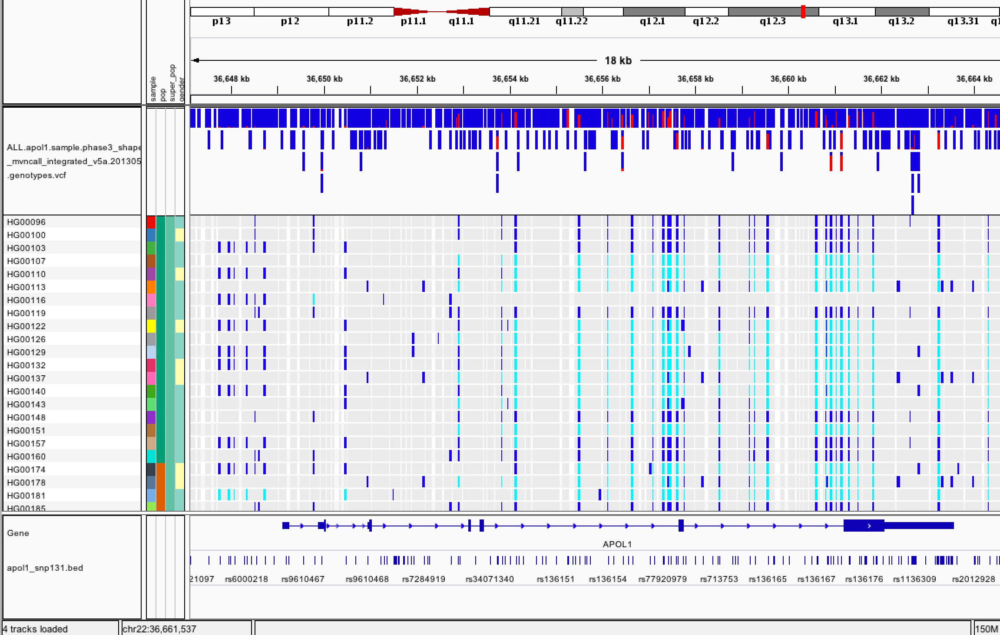 p13 p12 p11.2 p11.1 q11.1 q11.21 q11.22 q12.1 q12.2 q12.3 q13.1 q13.2 q13.31
18 kb
36,648 kb 36,650 kb 36,652 kb 36,654 kb 36,656 kb 36,658 kb 36,660 kb 36,662 kb 36,664 kb
sample
pop
super_pop
gender
ALL.apol1.sample.phase3_shape
_mvncall_integrated_v5a.201305
.genotypes.vcf
HG00096
HG00100
HG00103
HG00107
HG00110
HG00113
HG00116
HG00119
HG00122
HG00126
HG00129
HG00132
HG00137
HG00140
HG00143
HG00148
HG00151
HG00157
HG00160
HG00174
HG00178
HG00181
HG00185
Gene
APOL1
apol1_snp131.bed
21097 rs6000218 rs9610467 rs9610468 rs7284919 rs34071340 rs136151 rs136154 rs77920979 rs713753 rs136165 rs136167 rs136176 rs1136309 rs2012928
4 tracks loaded chr22:36,661,537 150M